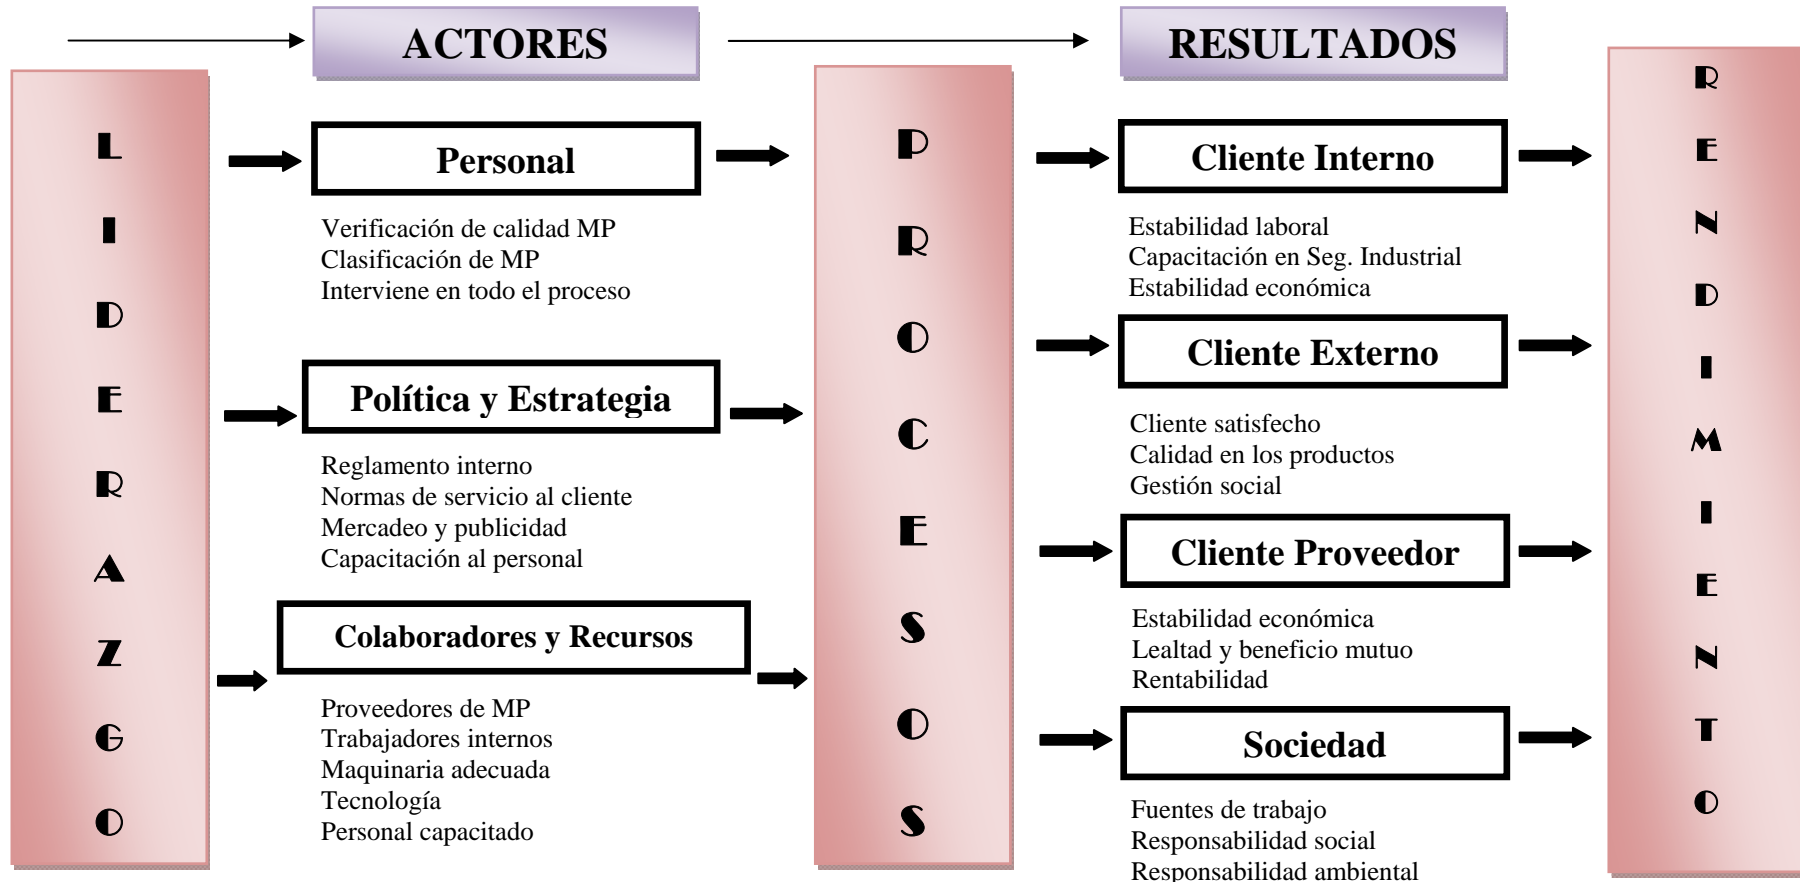 ACTORES
RESULTADOS
LIDERAZGO
Personal
Verificación de calidad MP
Clasificación de MP
Interviene en todo el proceso
Política y Estrategia
Reglamento interno
Normas de servicio al cliente
Mercadeo y publicidad
Capacitación al personal
Colaboradores y Recursos
Proveedores de MP
Trabajadores internos
Maquinaria adecuada
Tecnología
Personal capacitado
PROCESOS
Cliente Interno
Estabilidad laboral
Capacitación en Seg. Industrial
Estabilidad económica
Cliente Externo
Cliente satisfecho
Calidad en los productos
Gestión social
Cliente Proveedor
Estabilidad económica
Lealtad y beneficio mutuo
Rentabilidad
Sociedad
Fuentes de trabajo
Responsabilidad social
Responsabilidad ambiental
RENDIMIENTO